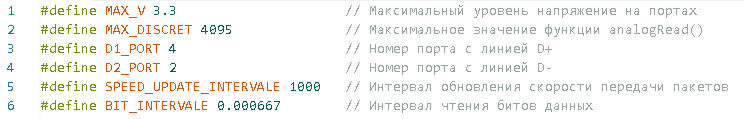 1 #define MAX_V 3.3 // Максимальный уровень напряжение на портах
2 #define MAX_DISCRET 4095 // Максимальное значение функции analogRead()
3 #define D1_PORT 4 // Номер порта с линией D+
4 #define D2_PORT 2 // Номер порта с линией D-
5 #define SPEED_UPDATE_INTERVALE 1000 // Интервал обновления скорости передачи пакетов
6 #define BIT_INTERVALE 0.000667 // Интервал чтения битов данных